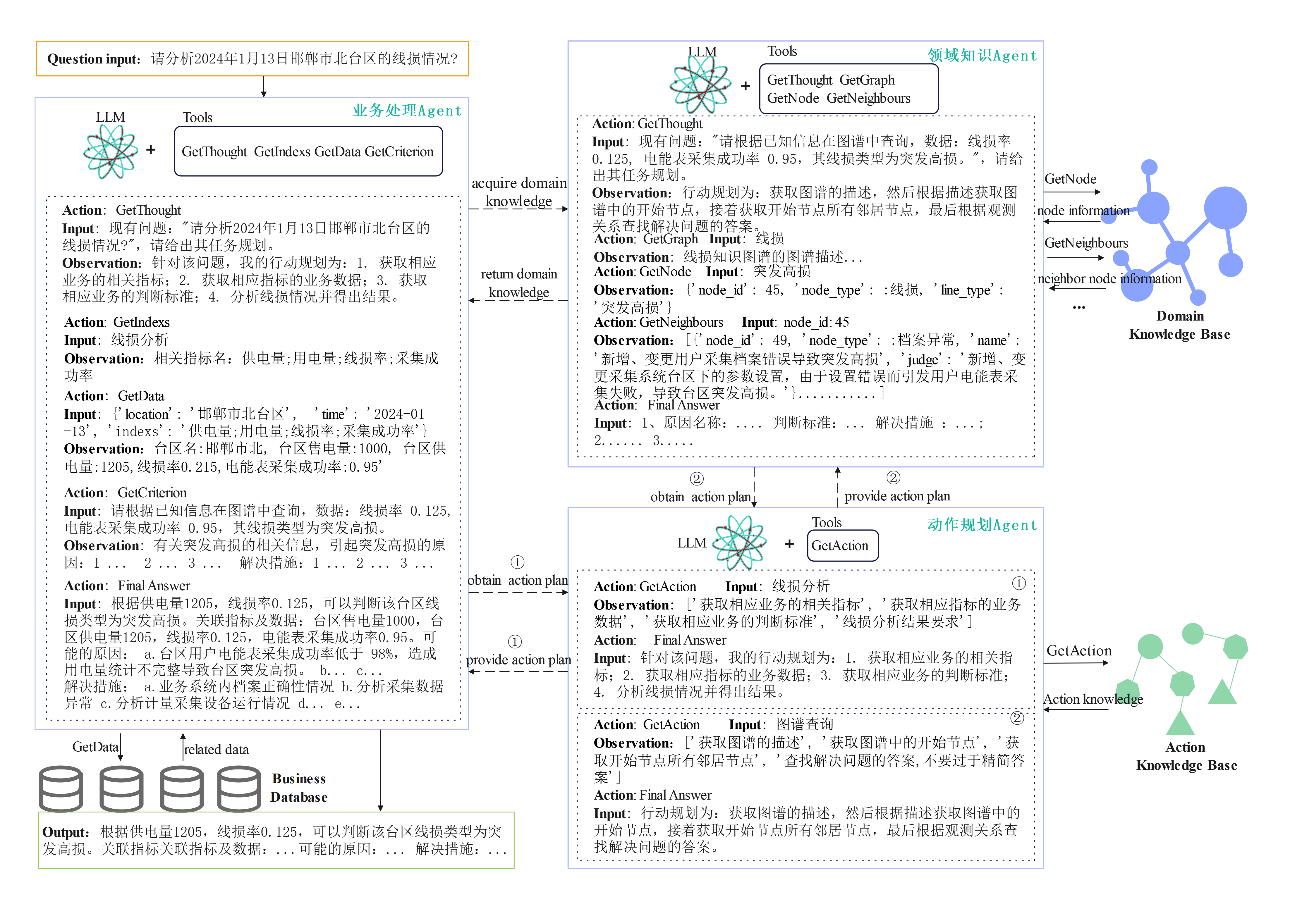 Question input: 请分析2024年1月13日邯郸市北台区的线损情况?
业务处理Agent
LLM
+
Tools
GetThought GetIndexs GetData GetCriterion
Action: GetThought
Input: 现有问题:"请分析2024年1月13日邯郸市北台区的
线损情况?",请给出其任务规划。
Observation: 针对该问题,我的行动规划为:1. 获取相应
业务的相关指标;2. 获取相应指标的业务数据;3. 获取
相应业务的判断标准;4. 分析线损情况并得出结果。
Action: GetIndexs
Input: 线损分析
Observation: 相关指标名:供电量;用电量;线损率;采集成
功率
Action: GetData
Input: {'location': '邯郸市北台区', 'time': '2024-01
-13', 'indexs': '供电量;用电量;线损率;采集成功率'}
Observation: 台区名:邯郸市北, 台区售电量:1000, 台区供
电量:1205,线损率0.215,电能表采集成功率:0.95'
Action: GetCriterion
Input: 请根据已知信息在图谱中查询,数据:线损率 0.125,
电能表采集成功率 0.95,其线损类型为突发高损。
Observation: 有关突发高损的相关信息,引起突发高损的原
因:1 ... 2 ... 3 ... 解决措施:1 ... 2 ... 3 ...
Action: Final Answer
Input: 根据供电量1205,线损率0.125,可以判断该台区线
损类型为突发高损。关联指标及数据:台区售电量1000,台
区供电量1205,线损率0.125,电能表采集成功率0.95。可
能的原因: a.台区用户电能表采集成功率低于 98%,造成
用电量统计不完整导致台区突发高损。 b... c...
解决措施: a.业务系统内档案正确性情况 b.分析采集数据
异常 c.分析计量采集设备运行情况 d... e...
GetData
related data
Business
Database
Output: 根据供电量1205,线损率0.125,可以判断该台区线损类型为突
发高损。关联指标关联指标及数据:...可能的原因:... 解决措施:...
acquire domain
knowledge
return domain
knowledge
①
obtain action plan
①
provide action plan
领域知识Agent
LLM
+
Tools
GetThought GetGraph
GetNode GetNeighbours
Action: GetThought
Input: 现有问题:"请根据已知信息在图谱中查询,数据:线损率
0.125, 电能表采集成功率 0.95,其线损类型为突发高损。",请给
出其任务规划。
Observation: 行动规划为:获取图谱的描述,然后根据描述获取图
谱中的开始节点,接着获取开始节点所有邻居节点,最后根据观测
关系查找解决问题的答案。
Action: GetGraph Input: 线损
Observation: 线损知识图谱的图谱描述...
Action: GetNode Input: 突发高损
Observation: {'node_id': 45, 'node_type': :线损, 'line_type':
'突发高损'}
Action: GetNeighbours Input: node_id: 45
Observation: [{'node_id': 49, 'node_type': :档案异常, 'name':
'新增、变更用户采集档案错误导致突发高损', 'judge': '新增、变
更采集系统台区下的参数设置,由于设置错误而引发用户电能表采
集失败,导致台区突发高损。'}...........]
Action: Final Answer
Input: 1、原因名称:.... 判断标准:... 解决措施 :...;
2...... 3.....
GetNode
node information
GetNeighbours
neighbor node information
...
Domain
Knowledge Base
②
obtain action plan
②
provide action plan
动作规划Agent
LLM
+
Tools
GetAction
①
Action: GetAction Input: 线损分析
Observation: ['获取相应业务的相关指标', '获取相应指标的业务
数据', '获取相应业务的判断标准', '线损分析结果要求']
Action: Final Answer
Input: 针对该问题,我的行动规划为:1. 获取相应业务的相关指
标;2. 获取相应指标的业务数据;3. 获取相应业务的判断标准;
4. 分析线损情况并得出结果。
②
Action: GetAction Input: 图谱查询
Observation: ['获取图谱的描述', '获取图谱中的开始节点', '获
取开始节点所有邻居节点', '查找解决问题的答案,不要过于精简答
案']
Action: Final Answer
Input: 行动规划为:获取图谱的描述,然后根据描述获取图谱中的
开始节点,接着获取开始节点所有邻居节点,最后根据观测关系查
找解决问题的答案。
GetAction
Action knowledge
Action
Knowledge Base